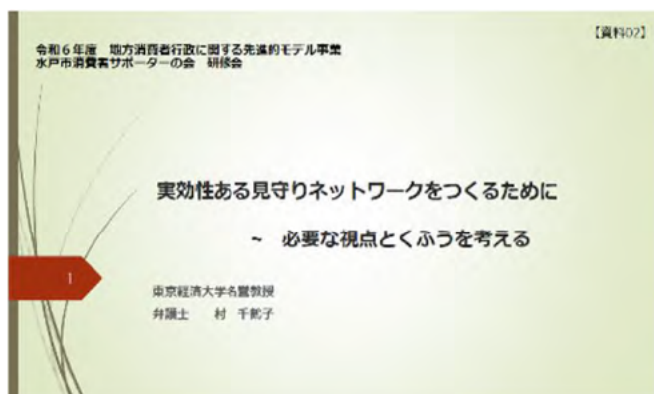 【資料02】
令和６年度　地方消費者行政に関する先進的モデル事業
水戸市消費者サポーターの会　研修会
実効性ある見守りネットワークをつくるために
～　必要な視点とくふうを考える
1
東京経済大学名誉教授
弁護士　　村　千鶴子